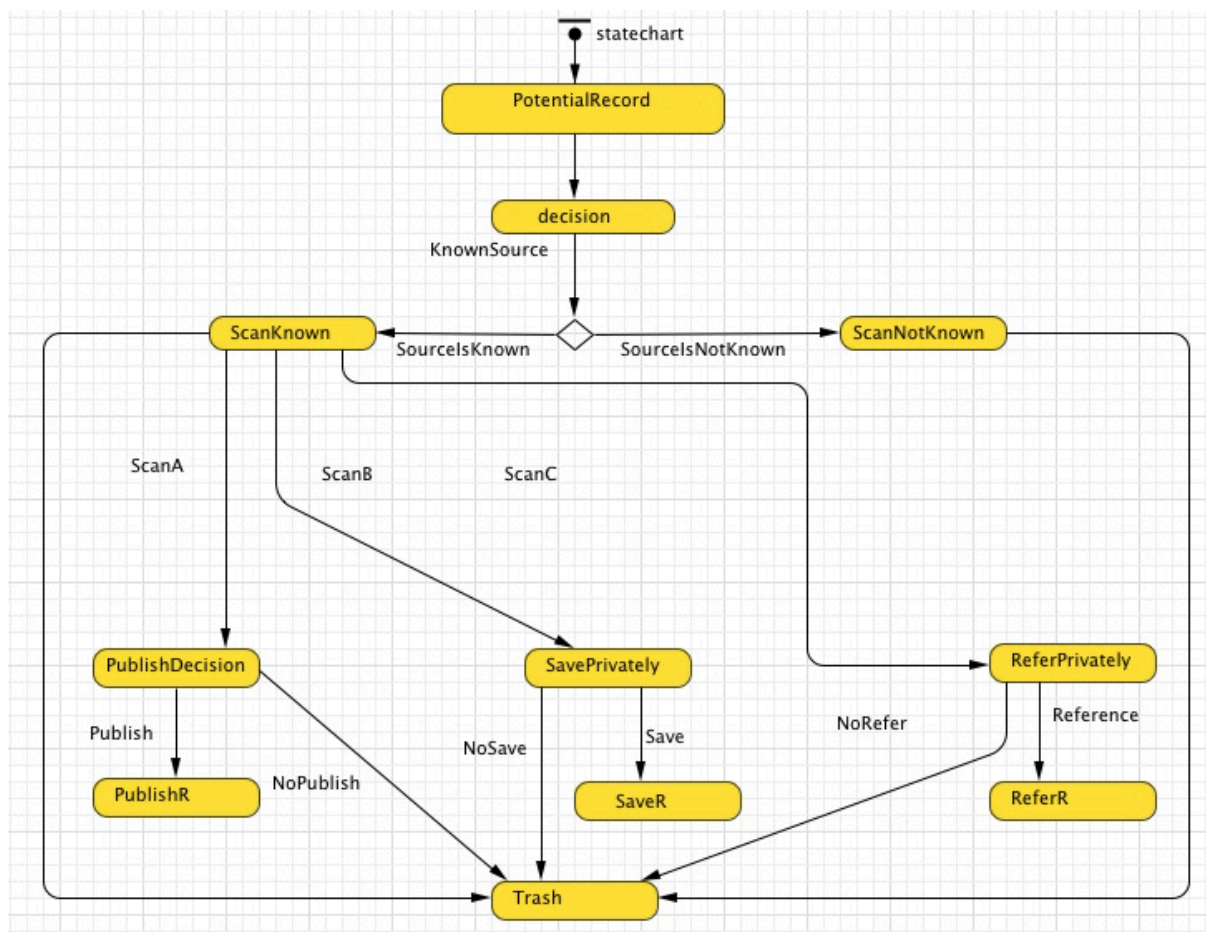 statechart
PotentialRecord
decision
KnownSource
ScanKnown
SourceIsKnown
SourceIsNotKnown
ScanNotKnown
ScanA
ScanB
ScanC
PublishDecision
SavePrivately
ReferPrivately
Publish
NoPublish
NoSave
Save
NoRefer
Reference
PublishR
SaveR
ReferR
Trash